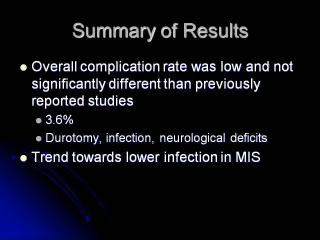 Summary of Results
Overall complication rate was low and not
significantly different than previously
reported studies
3.6%
Durotomy, infection, neurological deficits
Trend towards lower infection in MIS